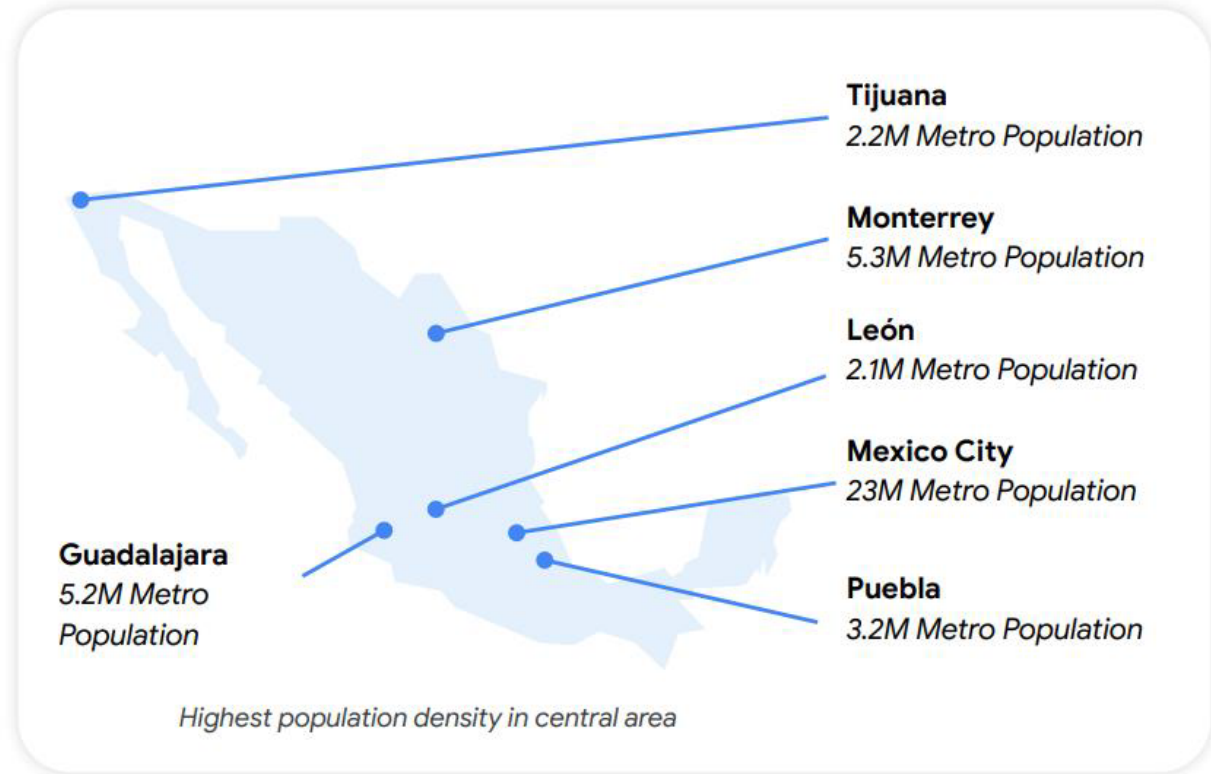 Tijuana
2.2M Metro Population
Monterrey
5.3M Metro Population
León
2.1M Metro Population
Mexico City
23M Metro Population
Guadalajara
5.2M Metro
Population
Puebla
3.2M Metro Population
Highest population density in central area